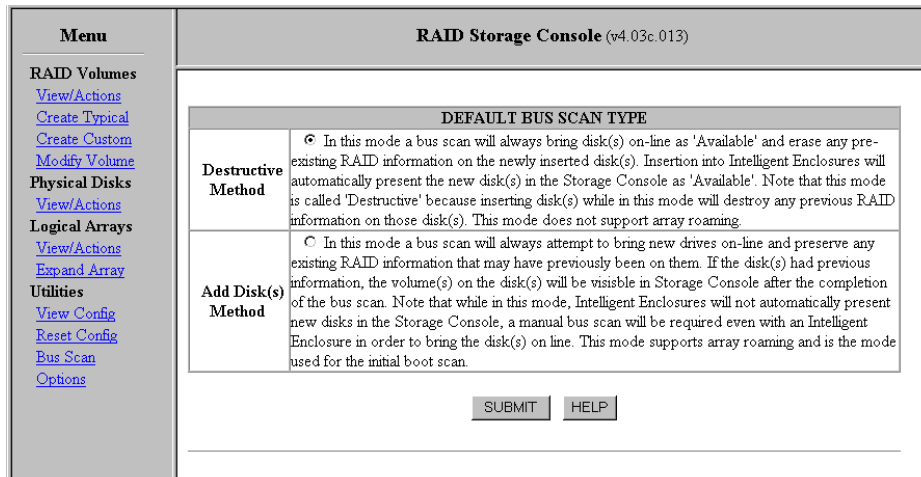 Menu
RAID Volumes
View/Actions
Create Typical
Create Custom
Modify Volume
Physical Disks
View/Actions
Logical Arrays
View/Actions
Expand Array
Utilities
View Config
Reset Config
Bus Scan
Options
RAID Storage Console (v4.03c.013)
DEFAULT BUS SCAN TYPE
Destructive
Method
In this mode a bus scan will always bring disk(s) on-line as 'Available' and erase any pre-
existing RAID information on the newly inserted disk(s). Insertion into Intelligent Enclosures will
automatically present the new disk(s) in the Storage Console as 'Available'. Note that this mode
is called 'Destructive' because inserting disk(s) while in this mode will destroy any previous RAID
information on those disk(s). This mode does not support array roaming.
Add Disk(s)
Method
In this mode a bus scan will always attempt to bring new drives on-line and preserve any
existing RAID information that may have previously been on them. If the disk(s) had previous
information, the volume(s) on the disk(s) will be visisble in Storage Console after the completion
of the bus scan. Note that while in this mode, Intelligent Enclosures will not automatically present
new disks in the Storage Console, a manual bus scan will be required even with an Intelligent
Enclosure in order to bring the disk(s) on line. This mode supports array roaming and is the mode
used for the initial boot scan.
SUBMIT
HELP